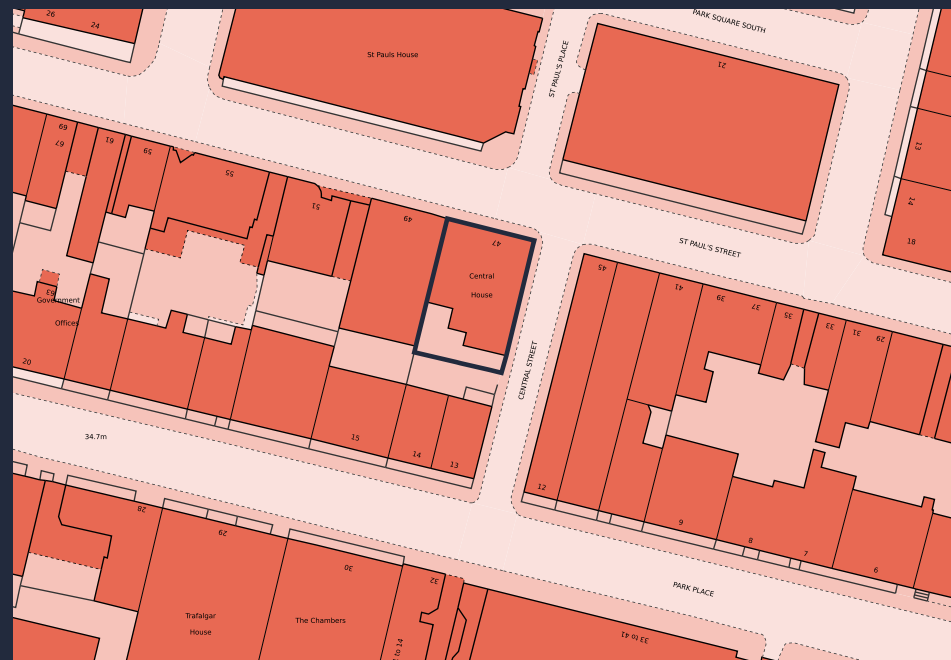 26
24
St Pauls House
ST PAUL'S PLACE
PARK SQUARE SOUTH
21
13
14
18
69
67
61
59
55
51
49
47
Central
House
ST PAUL'S STREET
63
Government
Offices
20
45
41
39
37
35
33
31
29
CENTRAL STREET
34.7m
15
14
13
12
9
8
7
6
28
29
30
32
PARK PLACE
Trafalgar
House
The Chambers
to 14
33 to 41